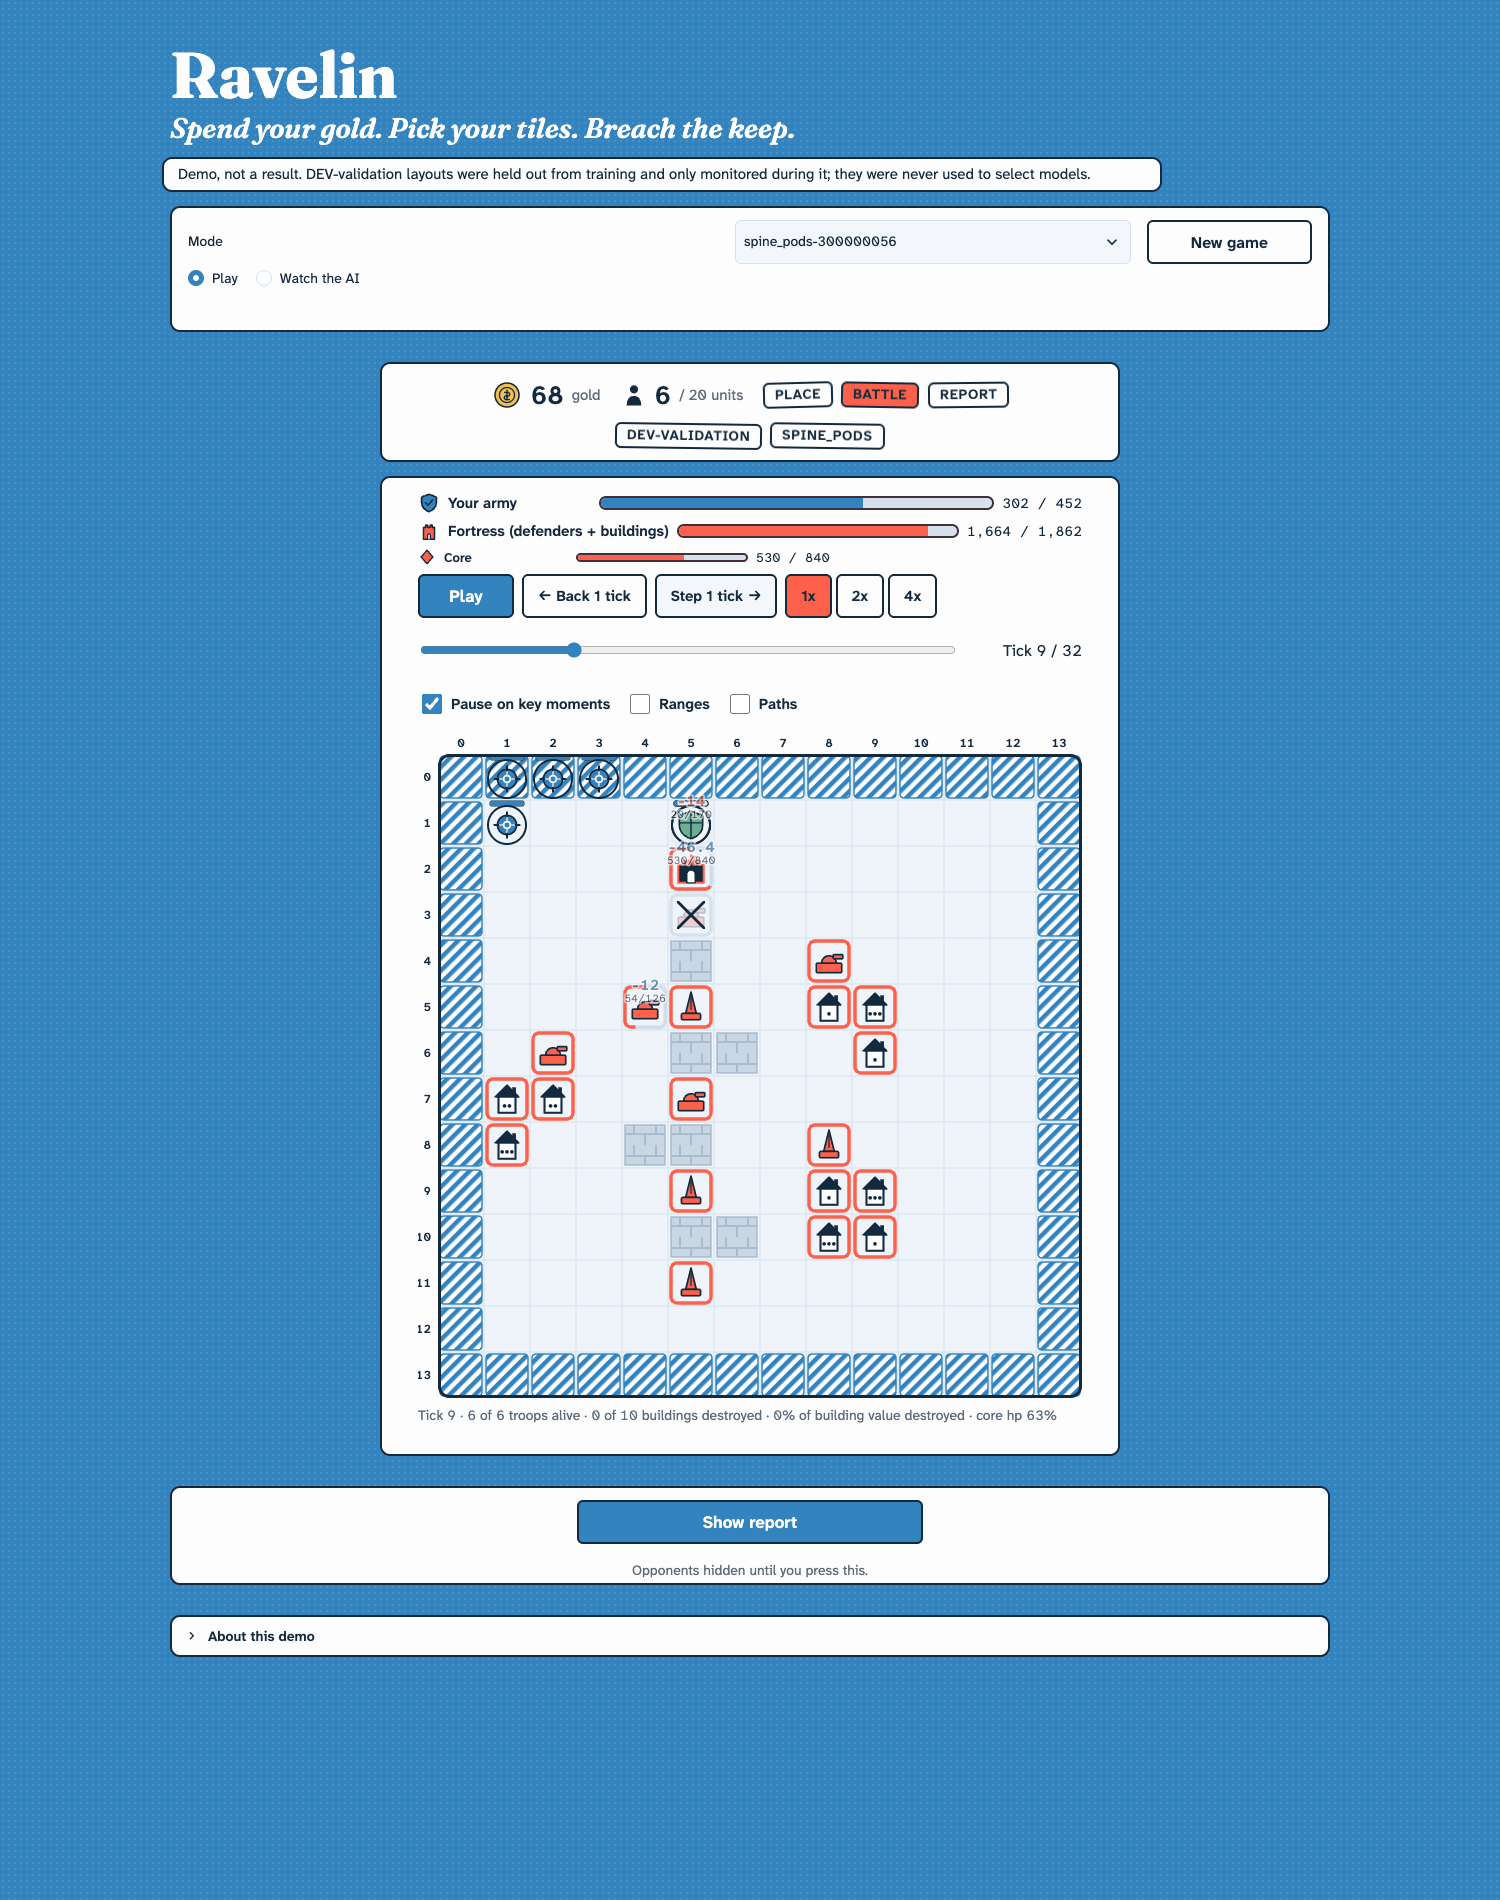 Ravelin
Spend your gold. Pick your tiles. Breach the keep.
Demo, not a result. DEV-validation layouts were held out from training and only monitored during it; they were never used to select models.
Mode
spine_pods-300000056
New game
Play
Watch the AI
68 gold
6 / 20 units
PLACE
BATTLE
REPORT
DEV-VALIDATION
SPINE_PODS
Your army
302 / 452
Fortress (defenders + buildings)
1,664 / 1,862
Core
530 / 840
Play
← Back 1 tick
Step 1 tick →
1x
2x
4x
Tick 9 / 32
Pause on key moments
Ranges
Paths
0 1 2 3 4 5 6 7 8 9 10 11 12 13
0
1
-14
20/170
-46.4
530/840
2
3
4
-12
54/126
5
6
7
8
9
10
11
12
13
Tick 9 · 6 of 6 troops alive · 0 of 10 buildings destroyed · 0% of building value destroyed · core hp 63%
Show report
Opponents hidden until you press this.
About this demo